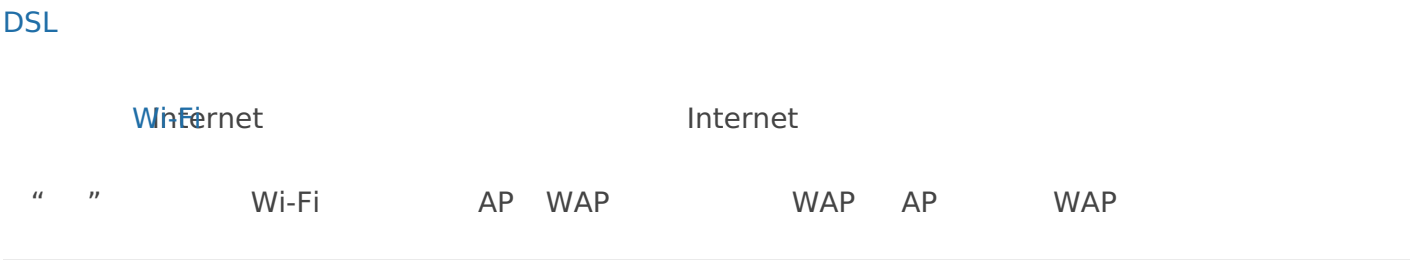 DSL
Wi-Fi Internet Internet
“ ” Wi-Fi AP WAP WAP AP WAP